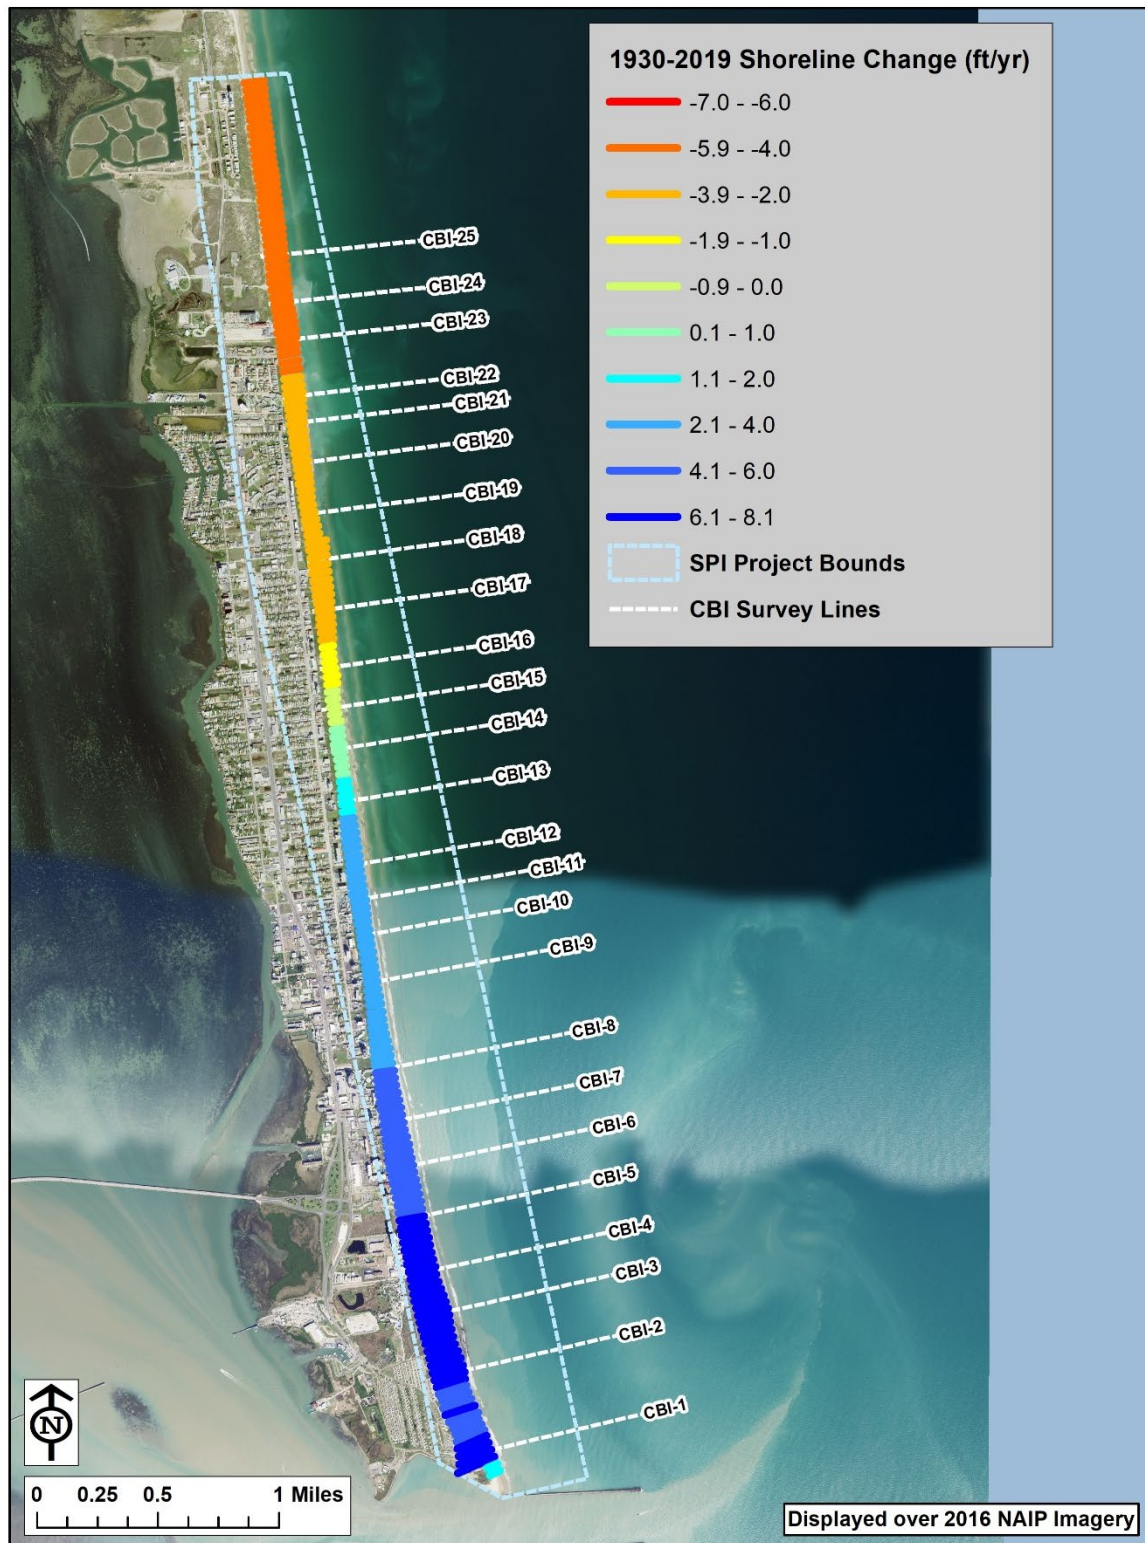 1930-2019 Shoreline Change (ft/yr)
-7.0 - -6.0
-5.9 - -4.0
-3.9 - -2.0
-1.9 - -1.0
-0.9 - 0.0
0.1 - 1.0
1.1 - 2.0
2.1 - 4.0
4.1 - 6.0
6.1 - 8.1
SPI Project Bounds
CBI Survey Lines
CBI-25
CBI-24
CBI-23
CBI-22
CBI-21
CBI-20
CBI-19
CBI-18
CBI-17
CBI-16
CBI-15
CBI-14
CBI-13
CBI-12
CBI-11
CBI-10
CBI-9
CBI-8
CBI-7
CBI-6
CBI-5
CBI-4
CBI-3
CBI-2
CBI-1
N
0 0.25 0.5 1 Miles
Displayed over 2016 NAIP Imagery